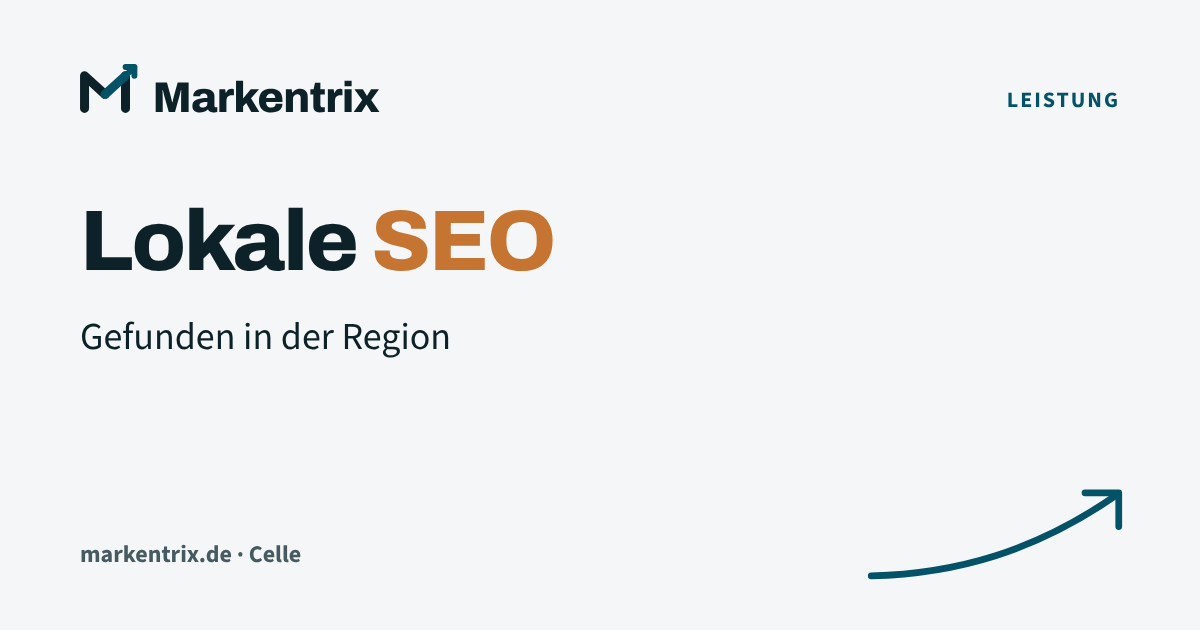 Markentrix
LEISTUNG
Lokale SEO
Gefunden in der Region
markentrix.de · Celle